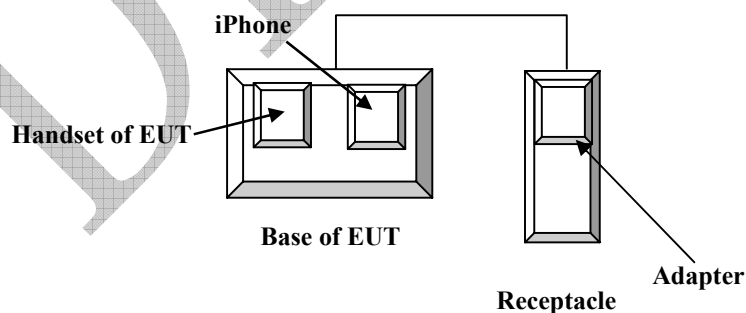 iPhone
Handset of EUT
Base of EUT
Adapter
Receptacle